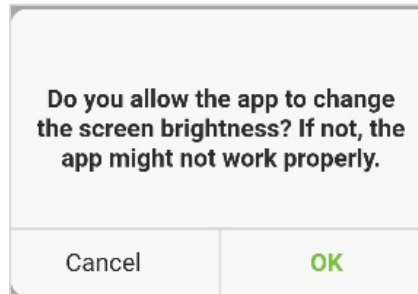 Do you allow the app to change
the screen brightness? If not, the
app might not work properly.
Cancel
OK